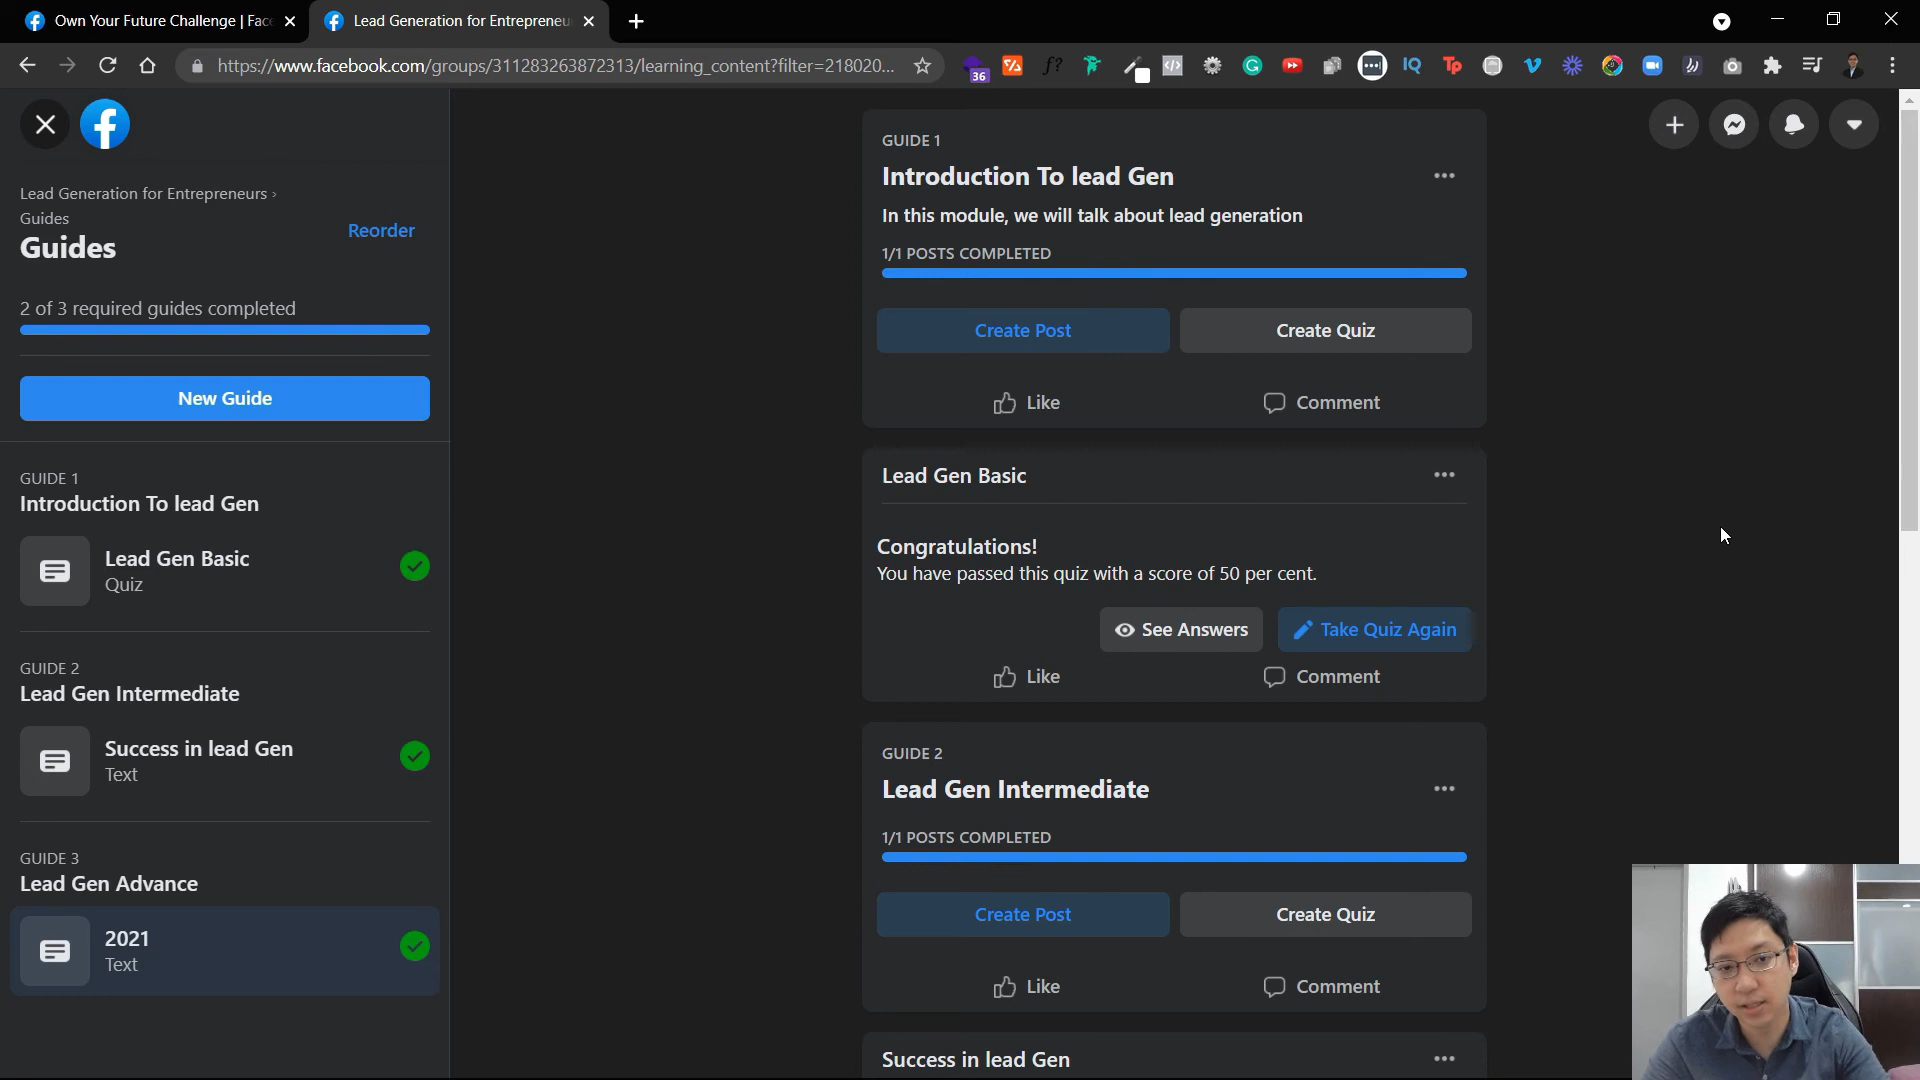 Own Your Future Challenge | Fac
Lead Generation for Entrepreneu
https://www.facebook.com/groups/311283263872313/learning_content?filter=218020...
36
f?
</>
IQ
Tp
Lead Generation for Entrepreneurs ›
Guides
Guides
Reorder
2 of 3 required guides completed
New Guide
GUIDE 1
Introduction To lead Gen
Lead Gen Basic
Quiz
GUIDE 2
Lead Gen Intermediate
Success in lead Gen
Text
GUIDE 3
Lead Gen Advance
2021
Text
GUIDE 1
Introduction To lead Gen
In this module, we will talk about lead generation
1/1 POSTS COMPLETED
Create Post
Create Quiz
Like
Comment
Lead Gen Basic
Congratulations!
You have passed this quiz with a score of 50 per cent.
See Answers
Take Quiz Again
Like
Comment
GUIDE 2
Lead Gen Intermediate
1/1 POSTS COMPLETED
Create Post
Create Quiz
Like
Comment
Success in lead Gen